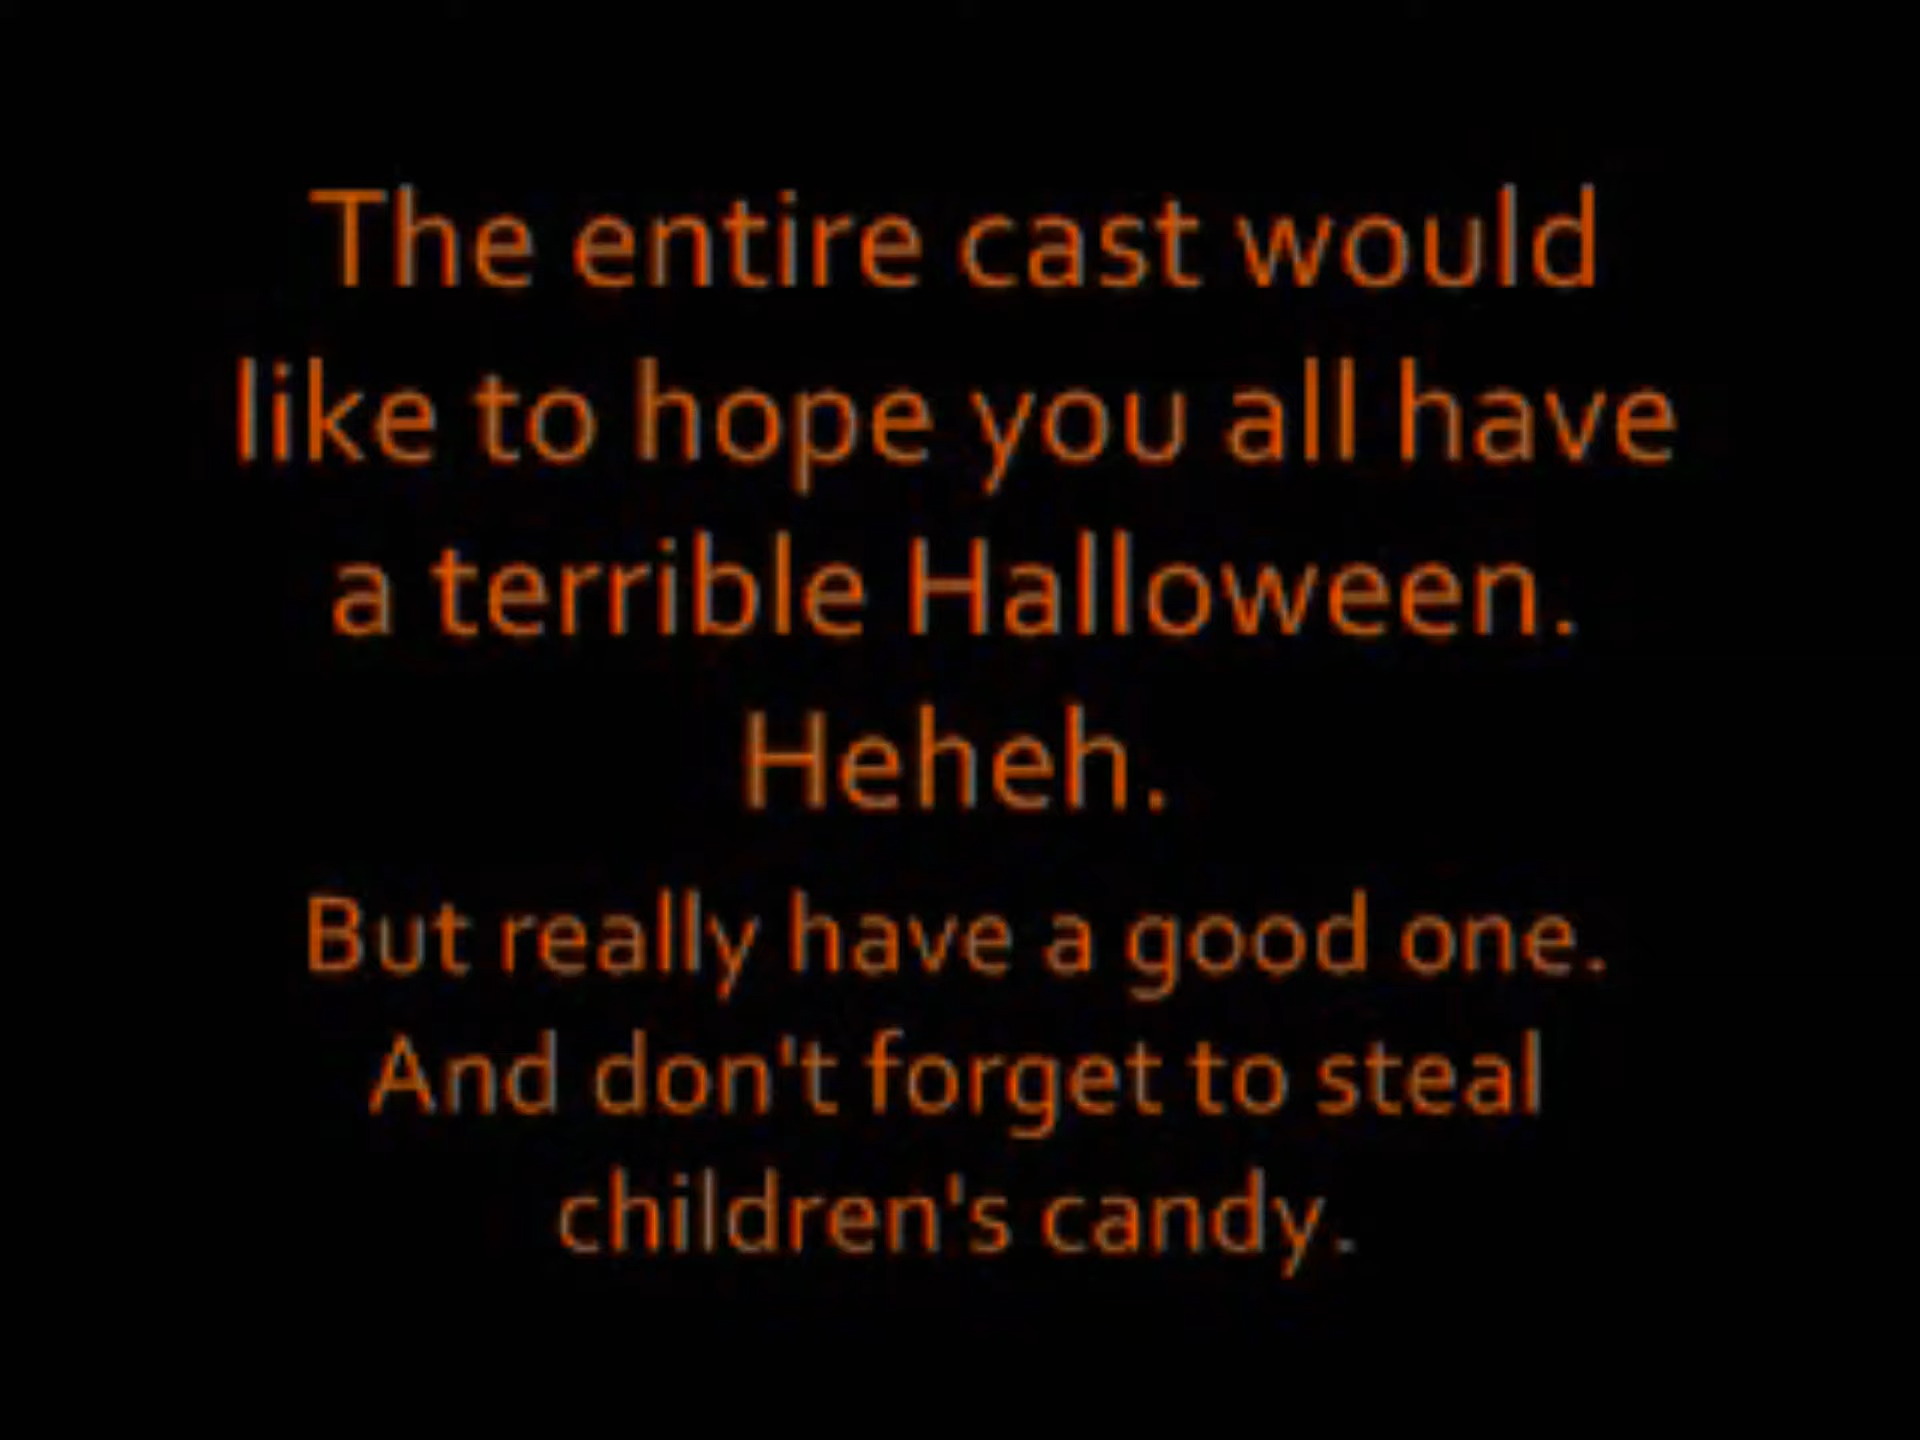 The entire cast would
like to hope you all have
a terrible Halloween.
Heheh.
But really have a good one.
And don't forget to steal
children's candy.